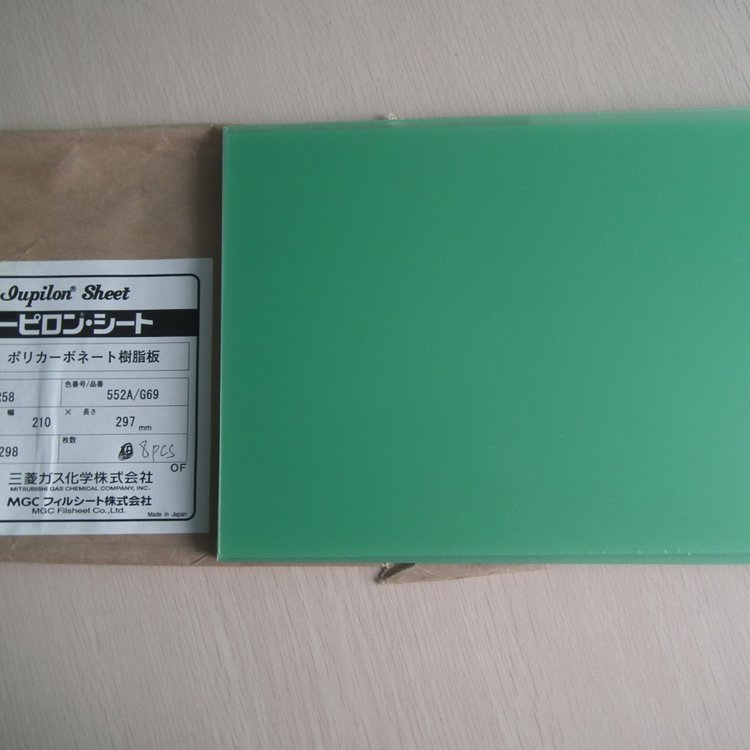 Iupilon® Sheet
ーピロン・シート
ポリカーボネート樹脂板
色番号/品番
258
552A/G69
幅 210 × 長さ 297 mm
枚数
298
8pcs
OF
三菱ガス化学株式会社
MITSUBISHI GAS CHEMICAL COMPANY, INC.
MGCフィルシート株式会社
MGC Filsheet Co.,Ltd.
Made in Japan